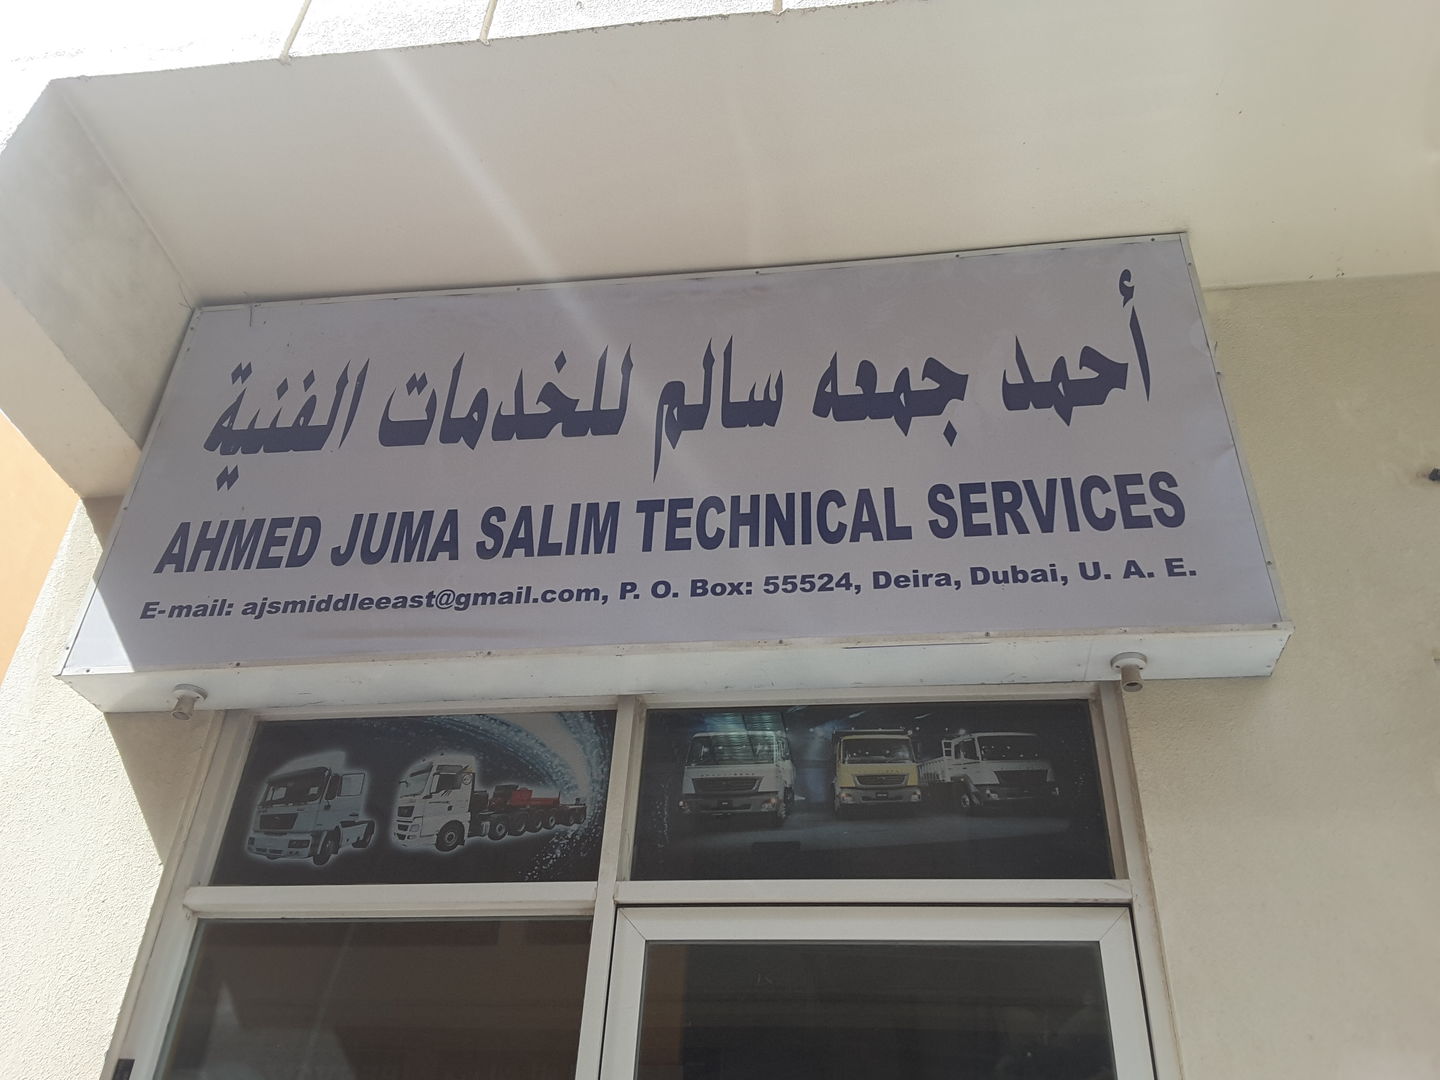 أحمد جمعه سالم للخدمات الفنية
AHMED JUMA SALIM TECHNICAL SERVICES
E-mail: ajsmiddleeast@gmail.com, P. O. Box: 55524, Deira, Dubai, U. A. E.